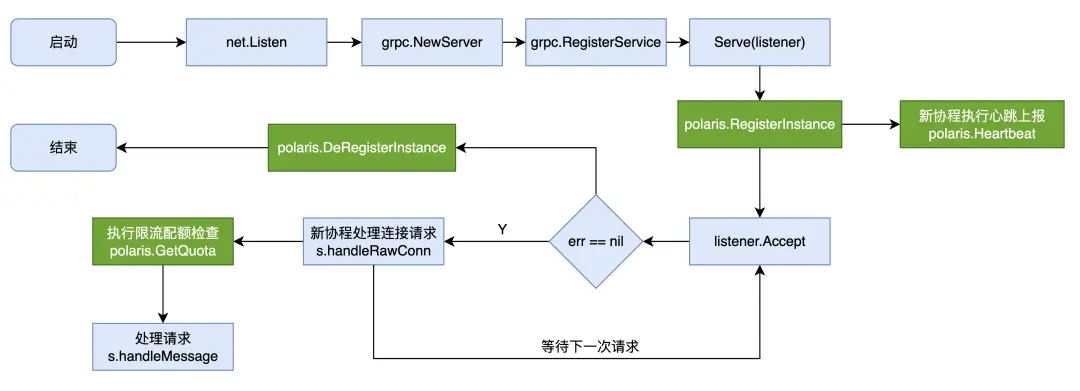 启动
net.Listen
grpc.NewServer
grpc.RegisterService
Serve(listener)
polaris.RegisterInstance
新协程执行心跳上报
polaris.Heartbeat
结束
polaris.DeRegisterInstance
执行限流配额检查
polaris.GetQuota
新协程处理连接请求
s.handleRawConn
Y
err == nil
listener.Accept
处理请求
s.handleMessage
等待下一次请求